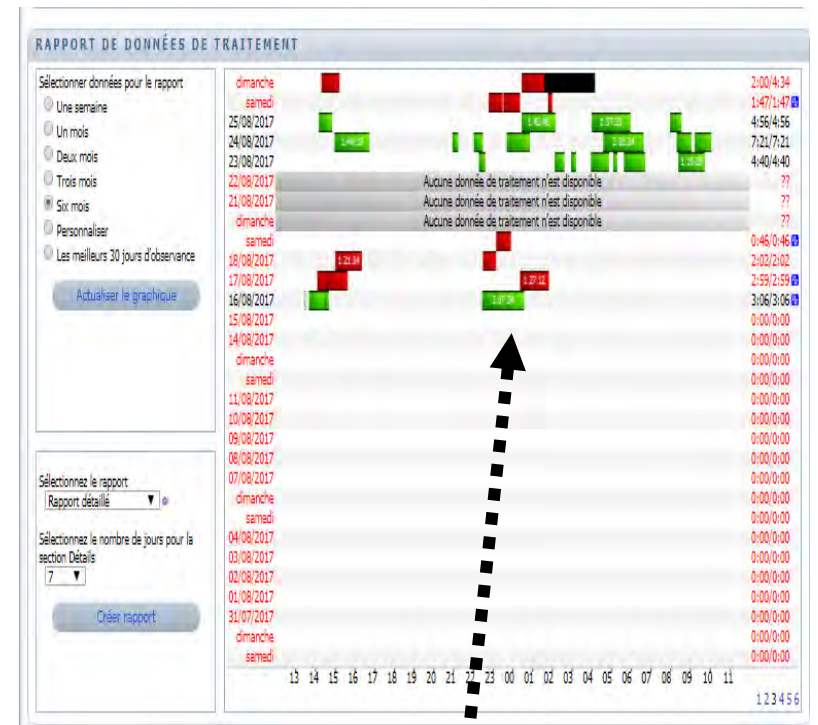 RAPPORT DE DONNÉES DE TRAITEMENT
Sélectionner données pour le rapport
Une semaine
Un mois
Deux mois
Trois mois
Six mois
Personnaliser
Les meilleurs 30 jours d'observance
Actualiser le graphique
Sélectionnez le rapport
Rapport détaillé
Sélectionnez le nombre de jours pour la
section Détails
7
Créer rapport
dimanche 2:00/4:34
samedi 1:47/1:47
25/08/2017 4:56/4:56
24/08/2017 7:21/7:21
23/08/2017 4:40/4:40
22/08/2017 Aucune donnée de traitement n'est disponible ??
21/08/2017 Aucune donnée de traitement n'est disponible ??
dimanche Aucune donnée de traitement n'est disponible ??
samedi 0:46/0:46
18/08/2017 2:02/2:02
17/08/2017 1:37:12 2:59/2:59
16/08/2017 3:06/3:06
15/08/2017 0:00/0:00
14/08/2017 0:00/0:00
dimanche 0:00/0:00
samedi 0:00/0:00
11/08/2017 0:00/0:00
10/08/2017 0:00/0:00
09/08/2017 0:00/0:00
08/08/2017 0:00/0:00
07/08/2017 0:00/0:00
dimanche 0:00/0:00
samedi 0:00/0:00
04/08/2017 0:00/0:00
03/08/2017 0:00/0:00
02/08/2017 0:00/0:00
01/08/2017 0:00/0:00
31/07/2017 0:00/0:00
dimanche 0:00/0:00
samedi 0:00/0:00
13 14 15 16 17 18 19 20 21 22 23 00 01 02 03 04 05 06 07 08 09 10 11
1 2 3 4 5 6